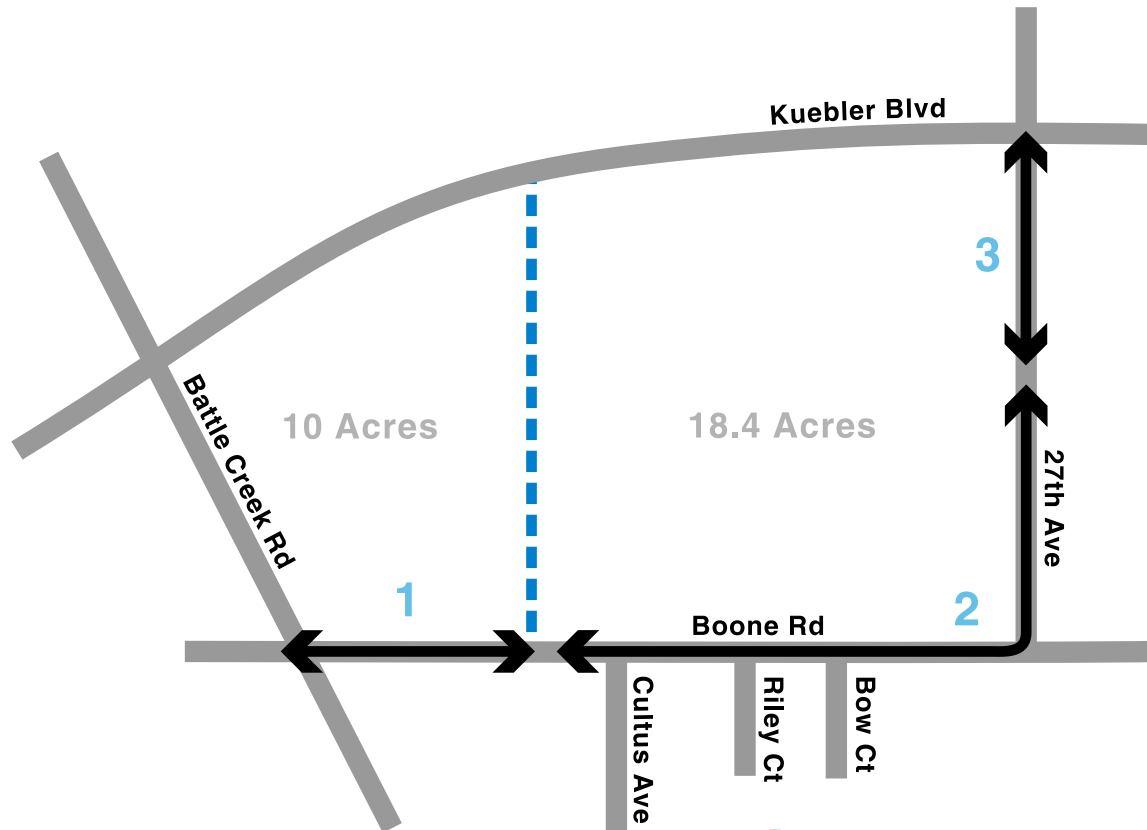 Kuebler Blvd
3
Battle Creek Rd
10 Acres
18.4 Acres
27th Ave
1
2
Boone Rd
Cultus Ave
Riley Ct
Bow Ct